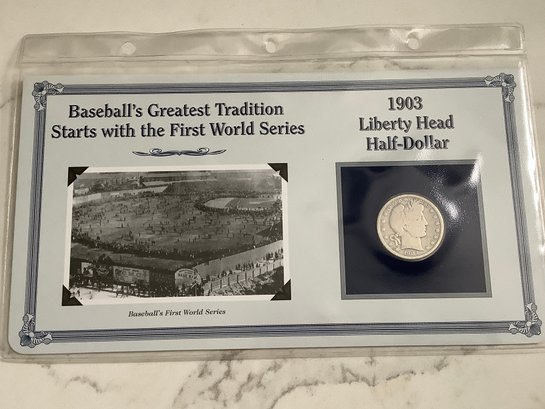 Baseball's Greatest Tradition
Starts with the First World Series
Baseball's First World Series
1903
Liberty Head
Half-Dollar